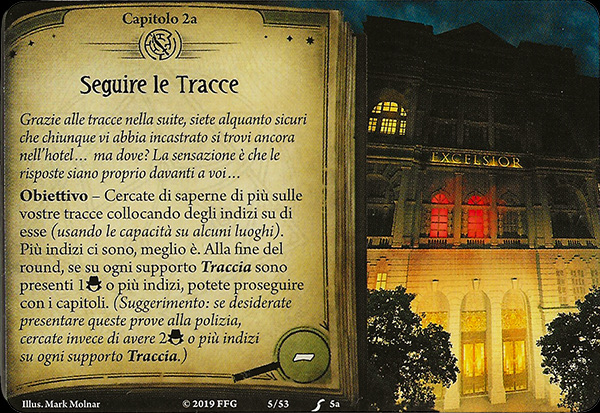 Capitolo 2a
Seguire le Tracce
Grazie alle tracce nella suite, siete alquanto sicuri
che chiunque vi abbia incastrato si trovi ancora
nell'hotel… ma dove? La sensazione è che le
risposte siano proprio davanti a voi…
Obiettivo – Cercate di saperne di più sulle
vostre tracce collocando degli indizi su di
esse (usando le capacità su alcuni luoghi).
Più indizi ci sono, meglio è. Alla fine del
round, se su ogni supporto Traccia sono
presenti 1 o più indizi, potete proseguire
con i capitoli. (Suggerimento: se desiderate
presentare queste prove alla polizia,
cercate invece di avere 2 o più indizi
su ogni supporto Traccia.)
–
EXCELSIOR
Illus. Mark Molnar © 2019 FFG 5/53 5a